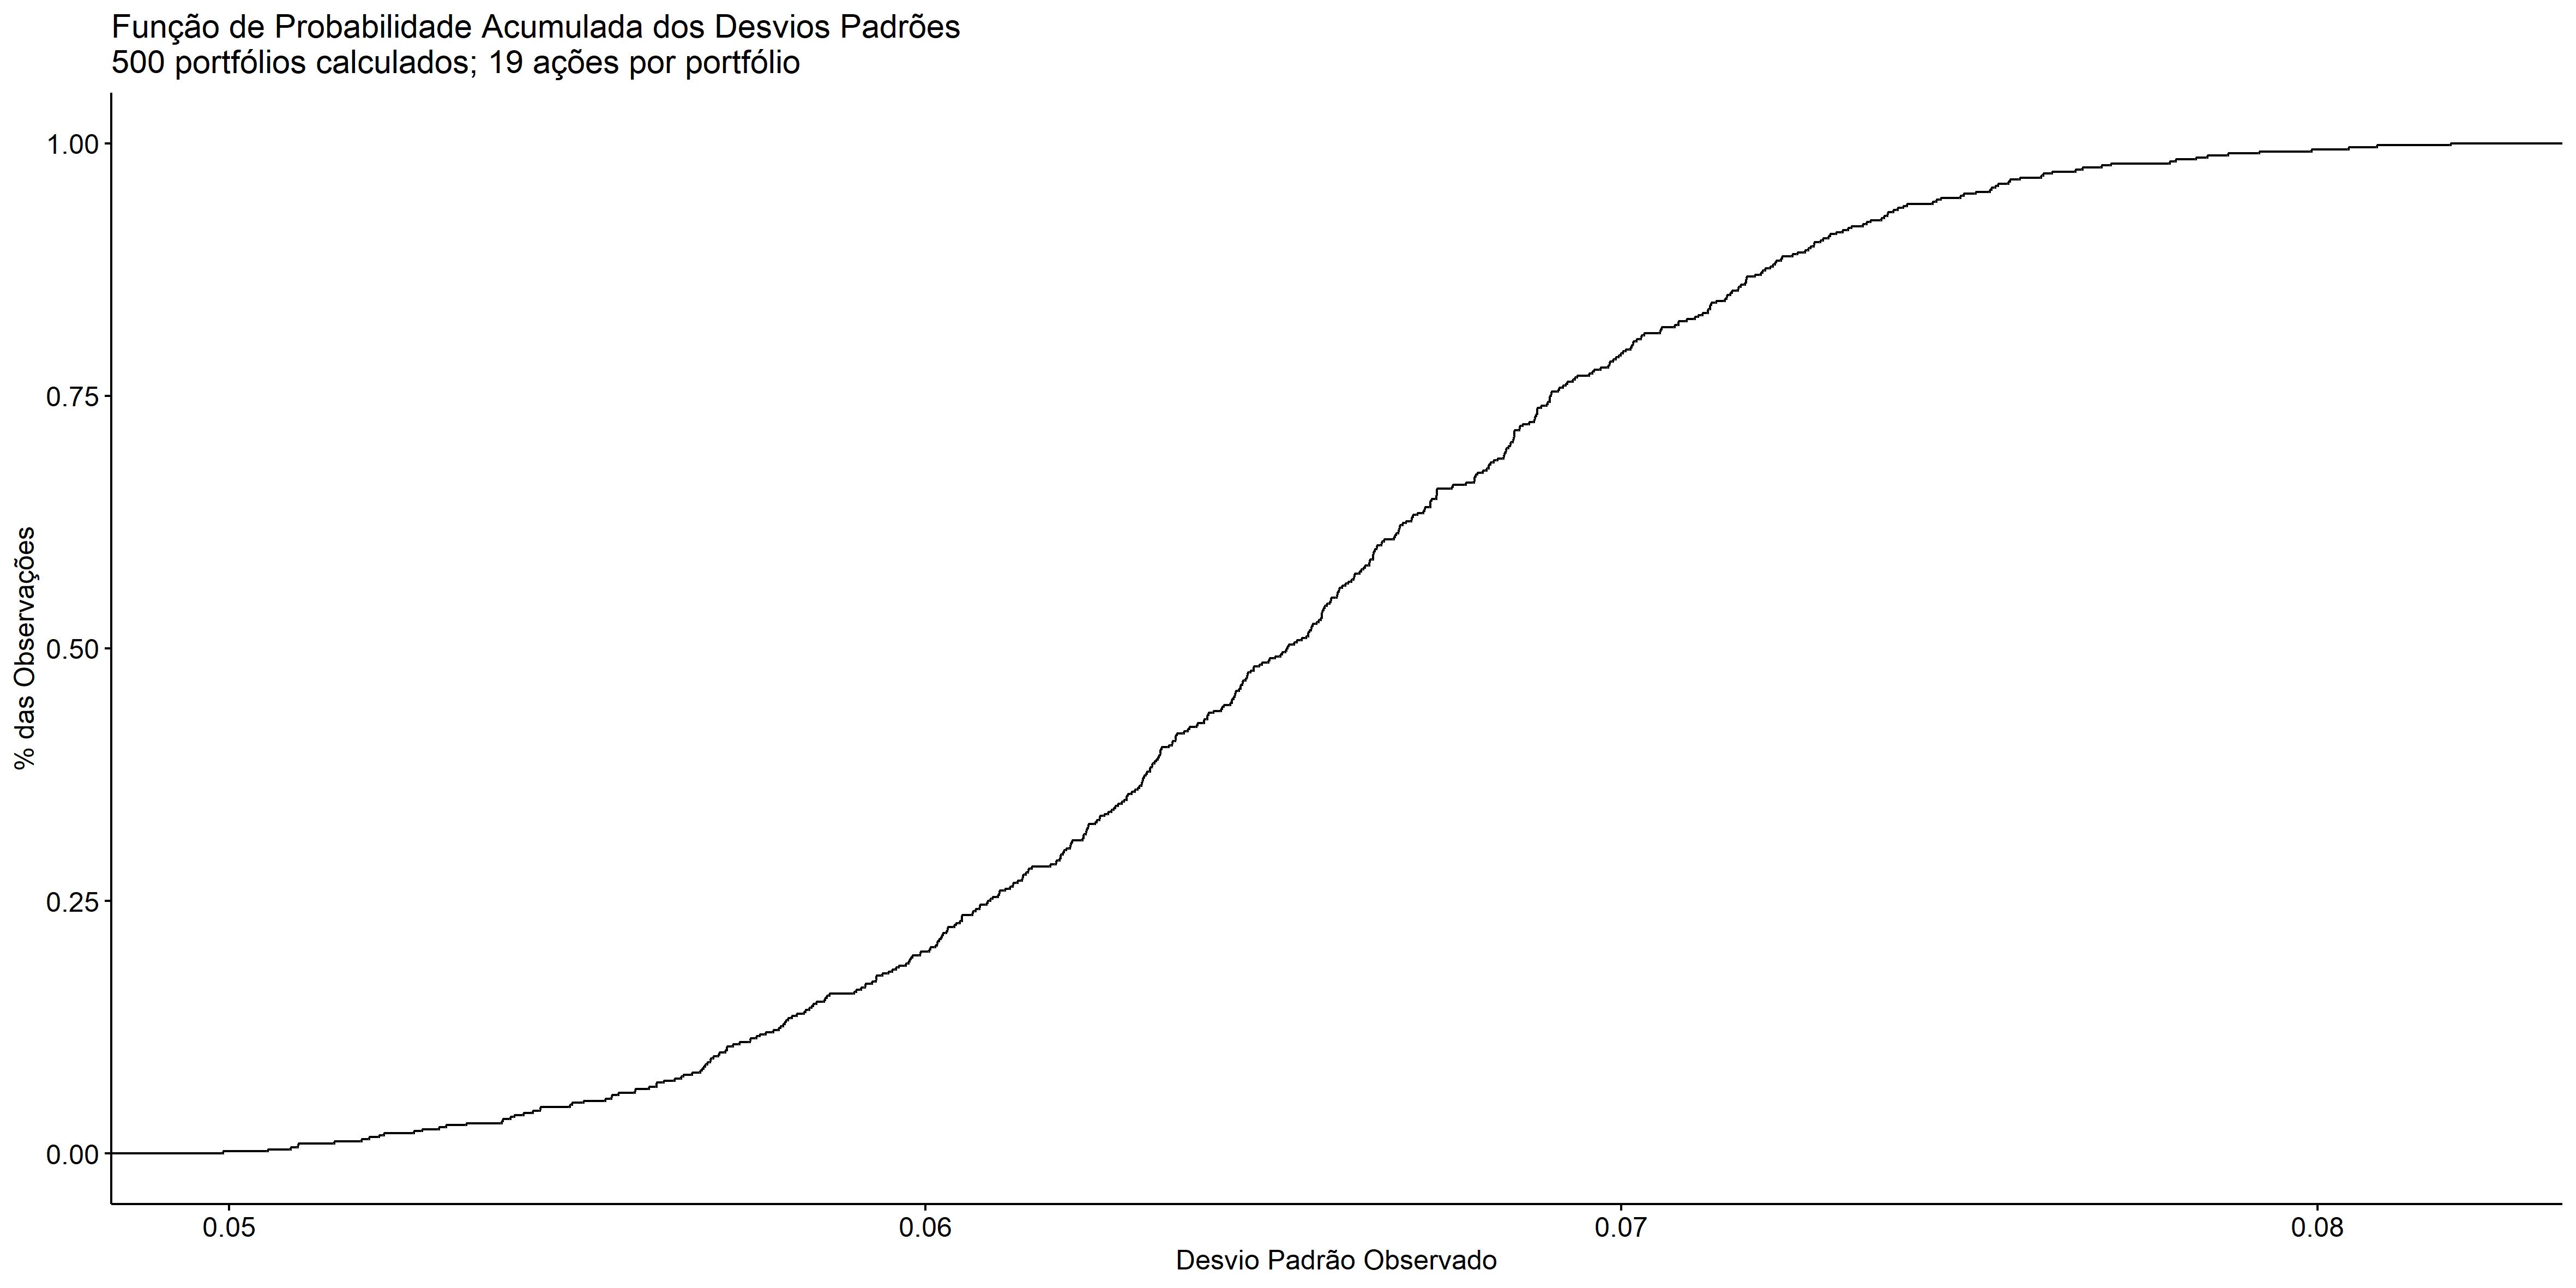 Função de Probabilidade Acumulada dos Desvios Padrões
500 portfólios calculados; 19 ações por portfólio
1.00
0.75
0.50
0.25
0.00
% das Observações
0.05
0.06
0.07
0.08
Desvio Padrão Observado